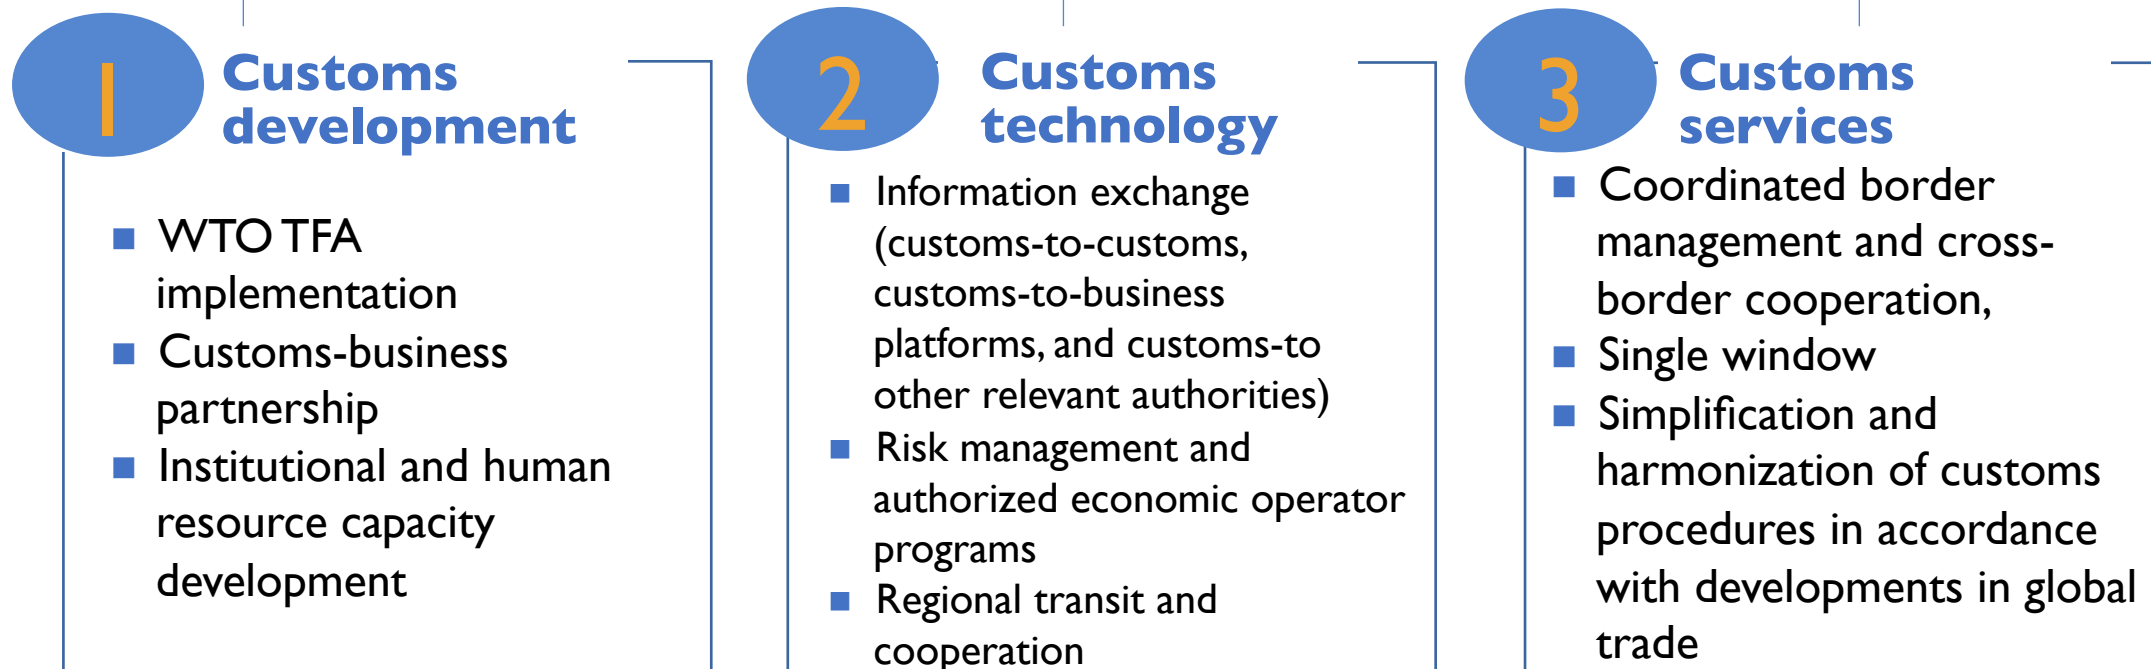 1
Customs
development
■ WTO TFA
implementation
■ Customs-business
partnership
■ Institutional and human
resource capacity
development
2
Customs
technology
■ Information exchange
(customs-to-customs,
customs-to-business
platforms, and customs-to
other relevant authorities)
■ Risk management and
authorized economic operator
programs
■ Regional transit and
cooperation
3
Customs
services
■ Coordinated border
management and cross-
border cooperation,
■ Single window
■ Simplification and
harmonization of customs
procedures in accordance
with developments in global
trade